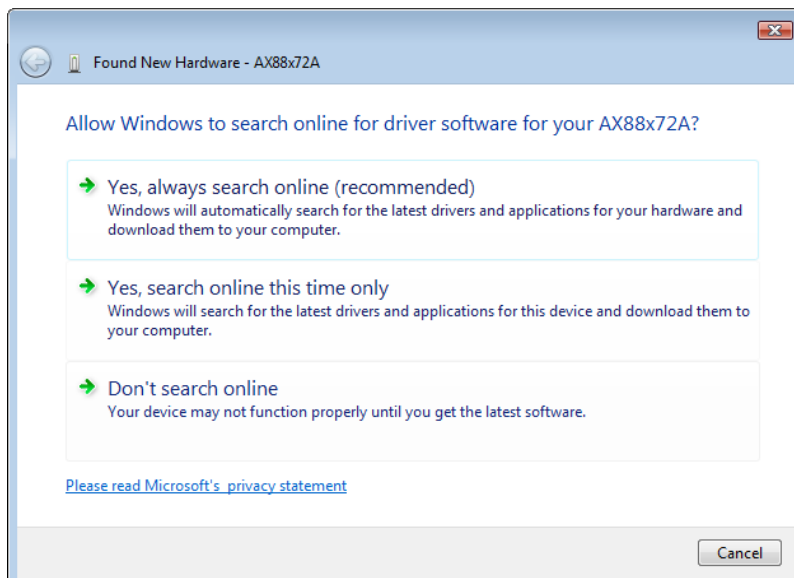 Found New Hardware - AX88x72A
Allow Windows to search online for driver software for your AX88x72A?
Yes, always search online (recommended)
Windows will automatically search for the latest drivers and applications for your hardware and
download them to your computer.
Yes, search online this time only
Windows will search for the latest drivers and applications for this device and download them to
your computer.
Don't search online
Your device may not function properly until you get the latest software.
Please read Microsoft's  privacy statement
Cancel